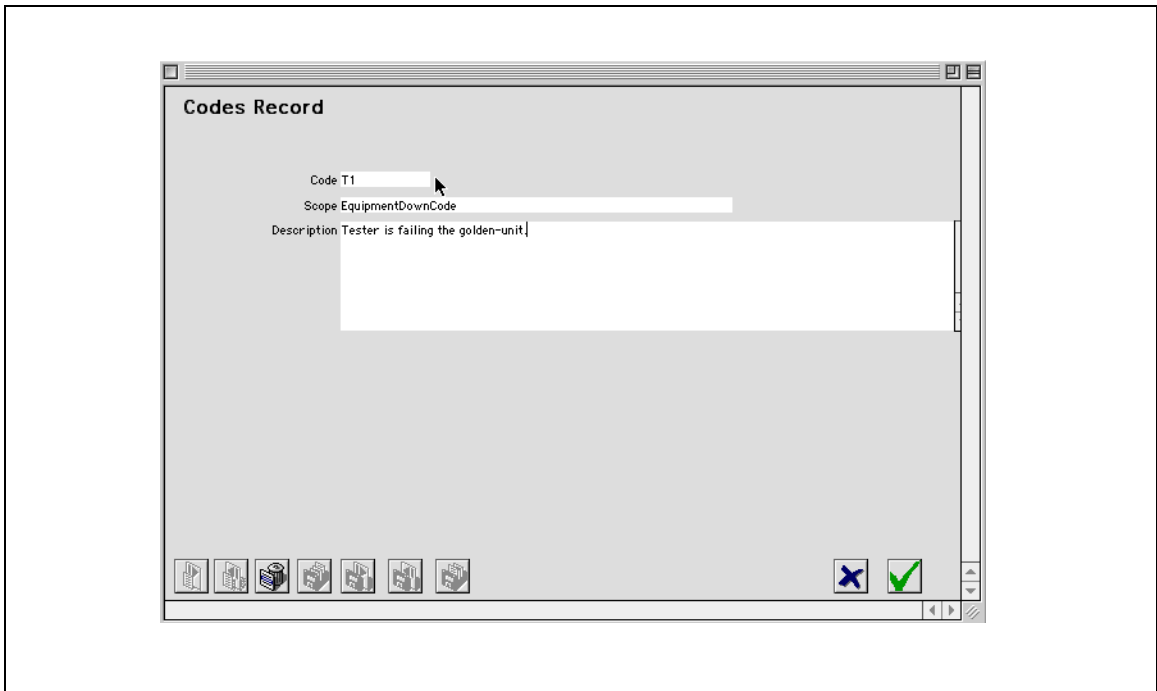 Codes Record
Code T1
Scope EquipmentDownCode
Description Tester is failing the golden-unit.